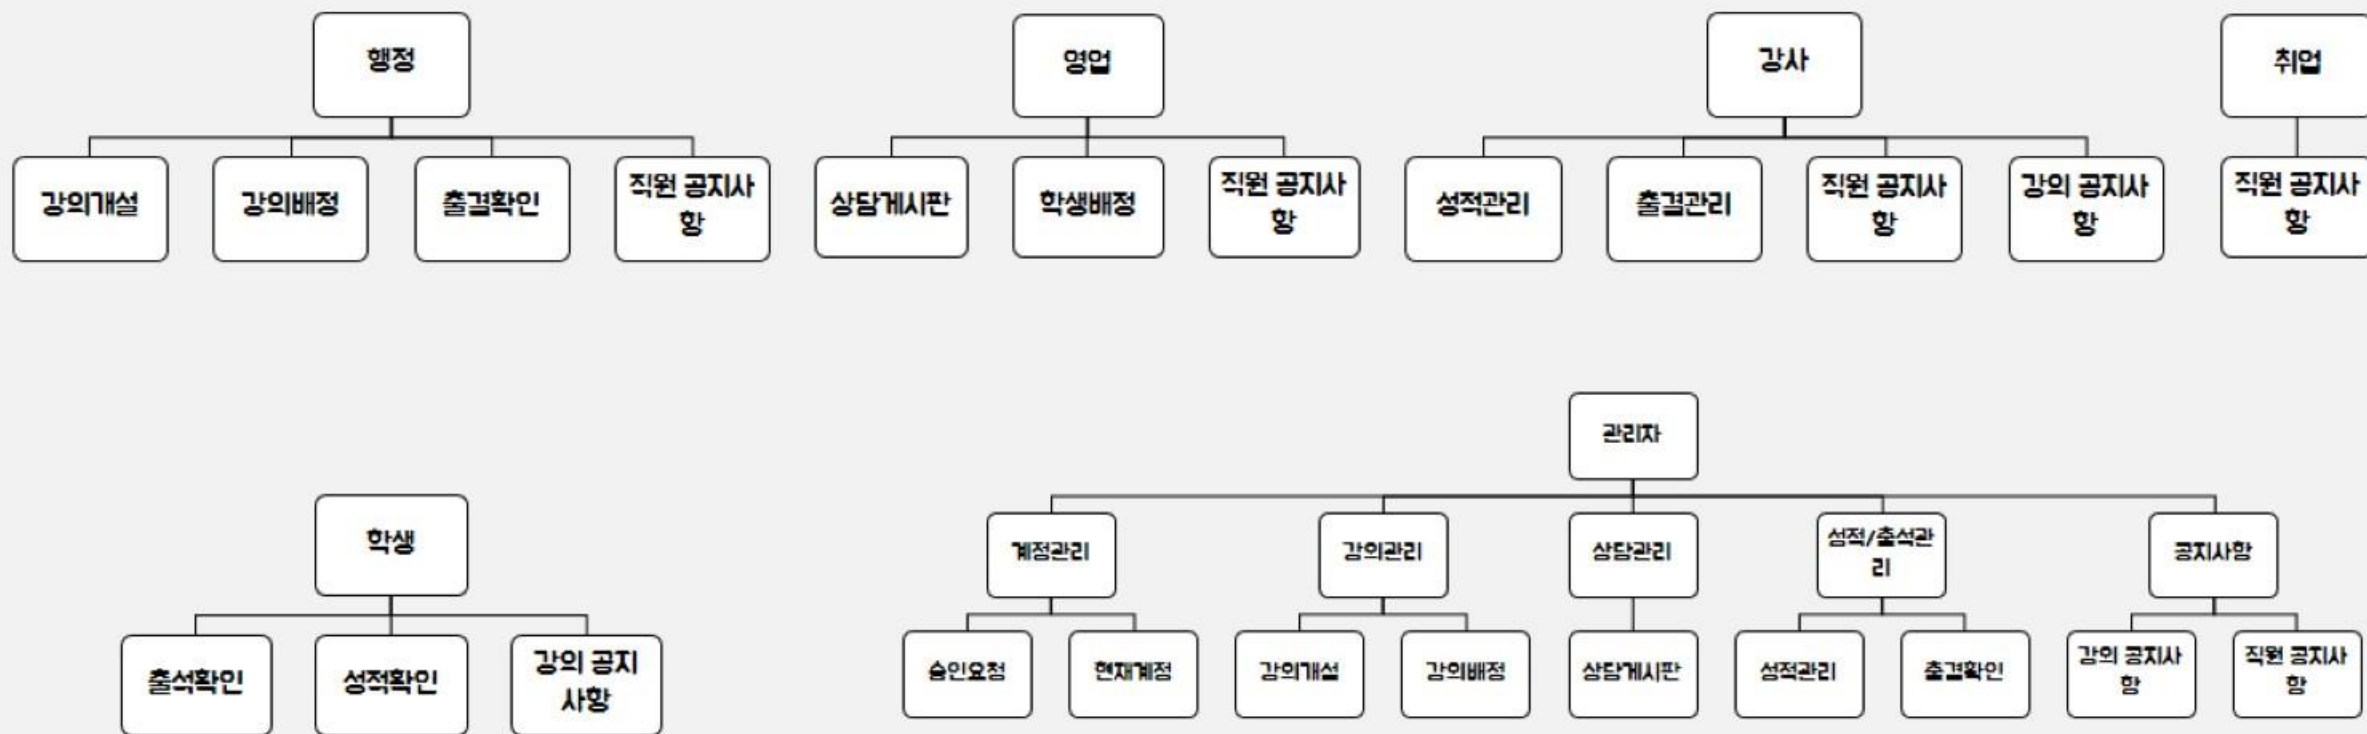 행정
영업
강사
취업
강의개설
강의배정
출결확인
직원 공지사
항
상담게시판
학생배정
직원 공지사
항
성적관리
출결관리
직원 공지사
항
강의 공지사
항
직원 공지사
항
학생
출석확인
성적확인
강의 공지
사항
관리자
계정관리
강의관리
상담관리
성적/출석관
리
공지사항
승인요청
현재계정
강의개설
강의배정
상담게시판
성적관리
출결확인
강의 공지사
항
직원 공지사
항